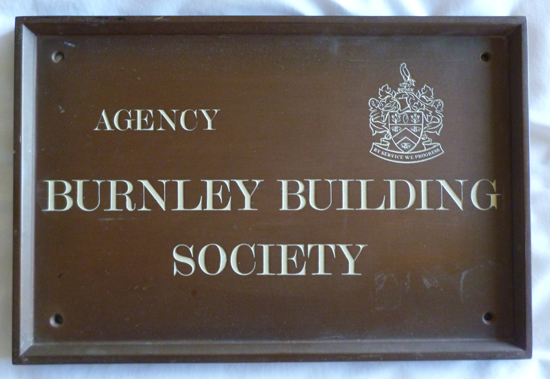 AGENCY
BY SERVICE WE PROGRESS
BURNLEY BUILDING
SOCIETY